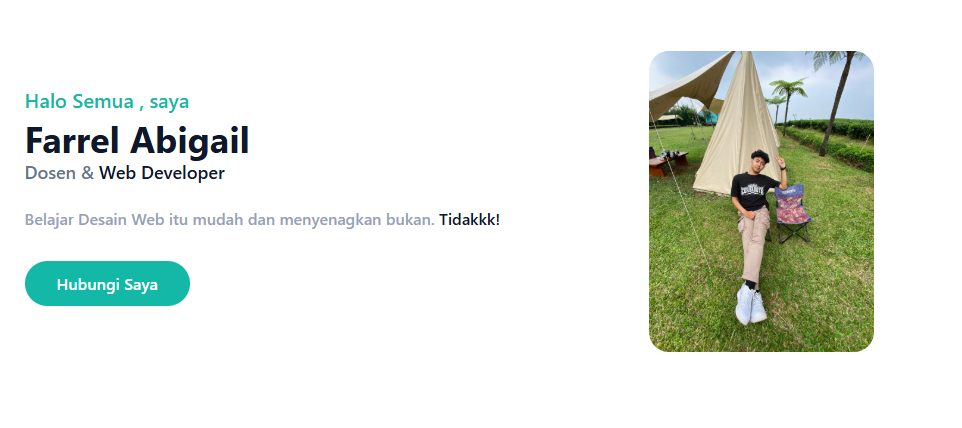 Halo Semua , saya
Farrel Abigail
Dosen & Web Developer
Belajar Desain Web itu mudah dan menyenagkan bukan. Tidakkk!
Hubungi Saya